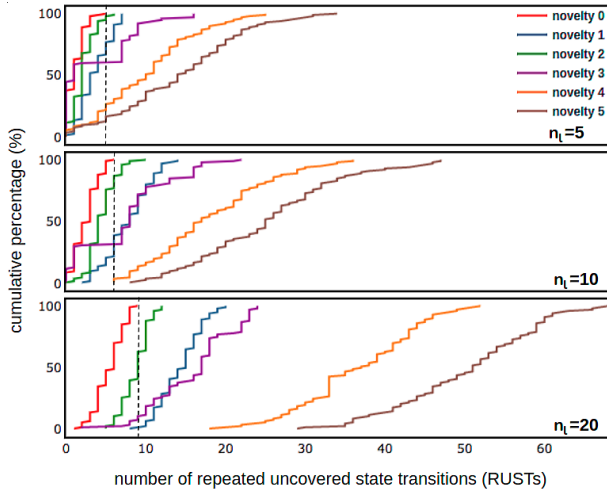 100
50
0
novelty 0
novelty 1
novelty 2
novelty 3
novelty 4
novelty 5
nₜ=5
cumulative percentage (%)
100
50
0
nₜ=10
100
50
0
nₜ=20
0 10 20 30 40 50 60
number of repeated uncovered state transitions (RUSTs)